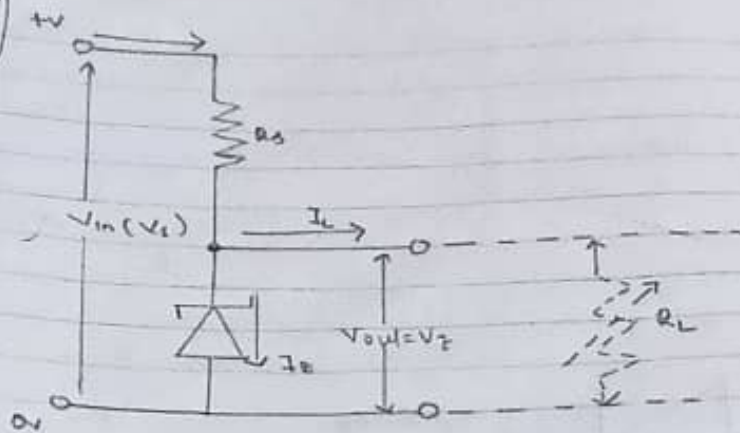 +V
Rs
Vin (Vs)
IL
Vout=Vz
Iz
RL
0V